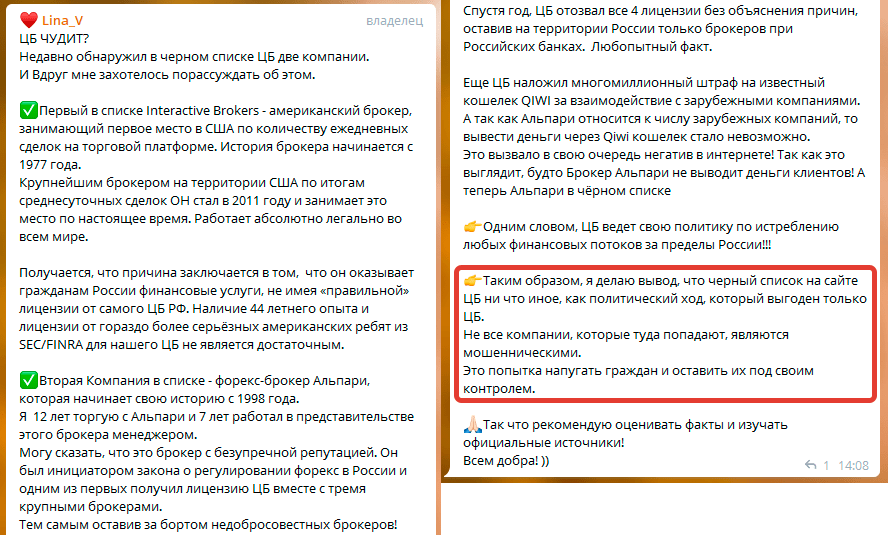 Lina_V
владелец
ЦБ ЧУДИТ?
Недавно обнаружил в черном списке ЦБ две компании.
И Вдруг мне захотелось порассуждать об этом.
✅Первый в списке Interactive Brokers - американский брокер,
занимающий первое место в США по количеству ежедневных
сделок на торговой платформе. История брокера начинается с
1977 года.
Крупнейшим брокером на территории США по итогам
среднесуточных сделок ОН стал в 2011 году и занимает это
место по настоящее время. Работает абсолютно легально во
всем мире.
Получается, что причина заключается в том,  что он оказывает
гражданам России финансовые услуги, не имея «правильной»
лицензии от самого ЦБ РФ. Наличие 44 летнего опыта и
лицензии от гораздо более серьёзных американских ребят из
SEC/FINRA для нашего ЦБ не является достаточным.
✅Вторая Компания в списке - форекс-брокер Альпари,
которая начинает свою историю с 1998 года.
Я  12 лет торгую с Альпари и 7 лет работал в представительстве
этого брокера менеджером.
Могу сказать, что это брокер с безупречной репутацией. Он
был инициатором закона о регулировании форекс в России и
одним из первых получил лицензию ЦБ вместе с тремя
крупными брокерами.
Тем самым оставив за бортом недобросовестных брокеров!
Спустя год, ЦБ отозвал все 4 лицензии без объяснения причин,
оставив на территории России только брокеров при
Российских банках.  Любопытный факт.
Еще ЦБ наложил многомиллионный штраф на известный
кошелек QIWI за взаимодействие с зарубежными компаниями.
А так как Альпари относится к числу зарубежных компаний, то
вывести деньги через Qiwi кошелек стало невозможно.
Это вызвало в свою очередь негатив в интернете! Так как это
выглядит, будто Брокер Альпари не выводит деньги клиентов! А
теперь Альпари в чёрном списке
👉Одним словом, ЦБ ведет свою политику по истреблению
любых финансовых потоков за пределы России!!!
👉Таким образом, я делаю вывод, что черный список на сайте
ЦБ ни что иное, как политический ход, который выгоден только
ЦБ.
Не все компании, которые туда попадают, являются
мошенническими.
Это попытка напугать граждан и оставить их под своим
контролем.
🙏🏻Так что рекомендую оценивать факты и изучать
официальные источники!
Всем добра! ))
1 14:08